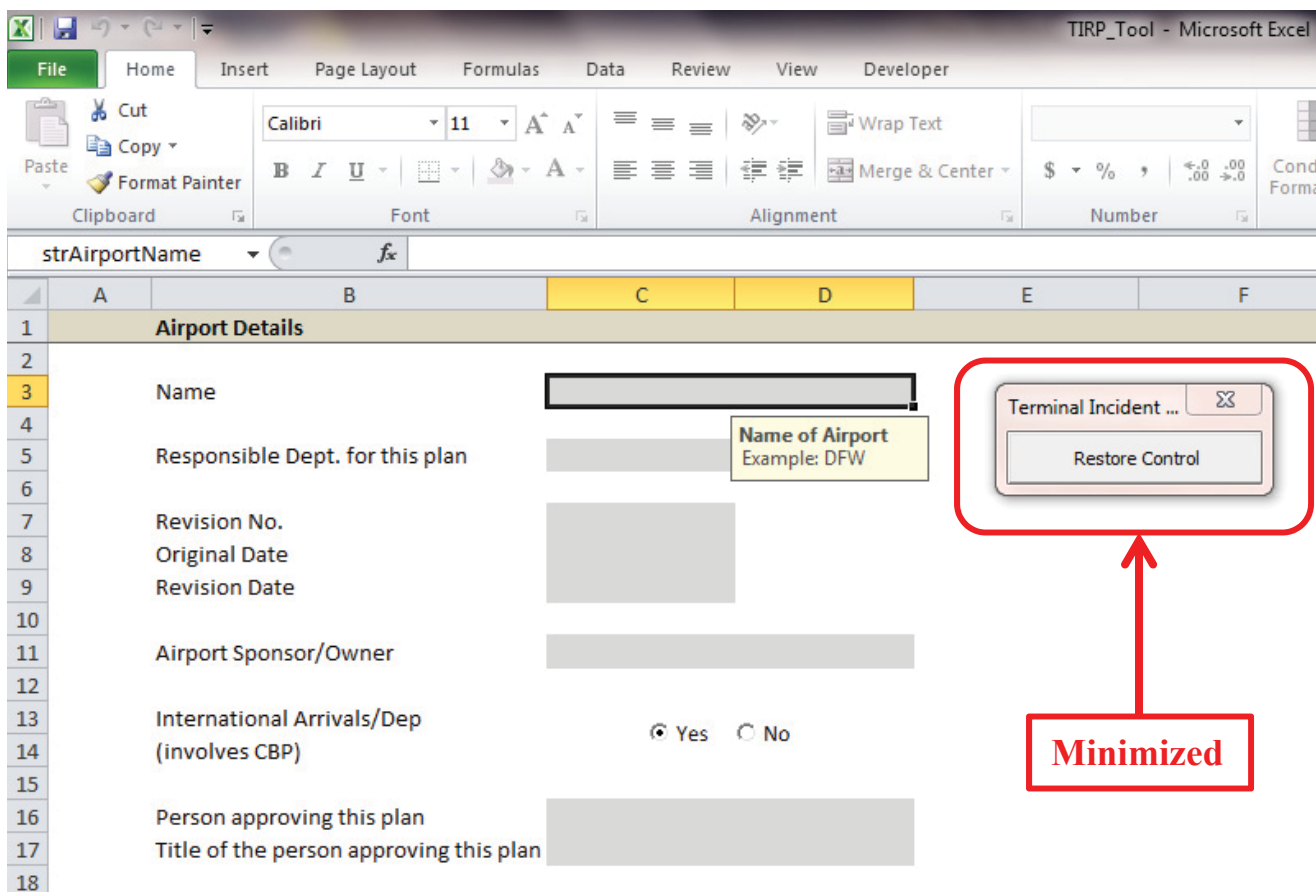 TIRP_Tool - Microsoft Excel
File Home Insert Page Layout Formulas Data Review View Developer
Cut
Calibri 11 A A Wrap Text
Copy
Paste B I U A Merge & Center $ % , .0 .00 .00 .0
Format Painter
Clipboard Font Alignment Number
strAirportName fx
A B C D E F
1 Airport Details
2
3 Name
Terminal Incident ...
4
Name of Airport
5 Responsible Dept. for this plan Example: DFW Restore Control
6
7 Revision No.
8 Original Date
9 Revision Date
10
11 Airport Sponsor/Owner
12
13 International Arrivals/Dep
Yes No
14 (involves CBP)
Minimized
15
16 Person approving this plan
17 Title of the person approving this plan
18